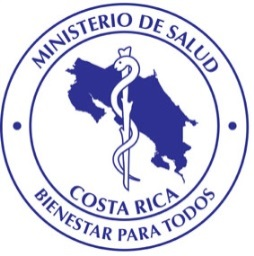 MINISTERIO DE SALUD
COSTA RICA
BIENESTAR PARA TODOS